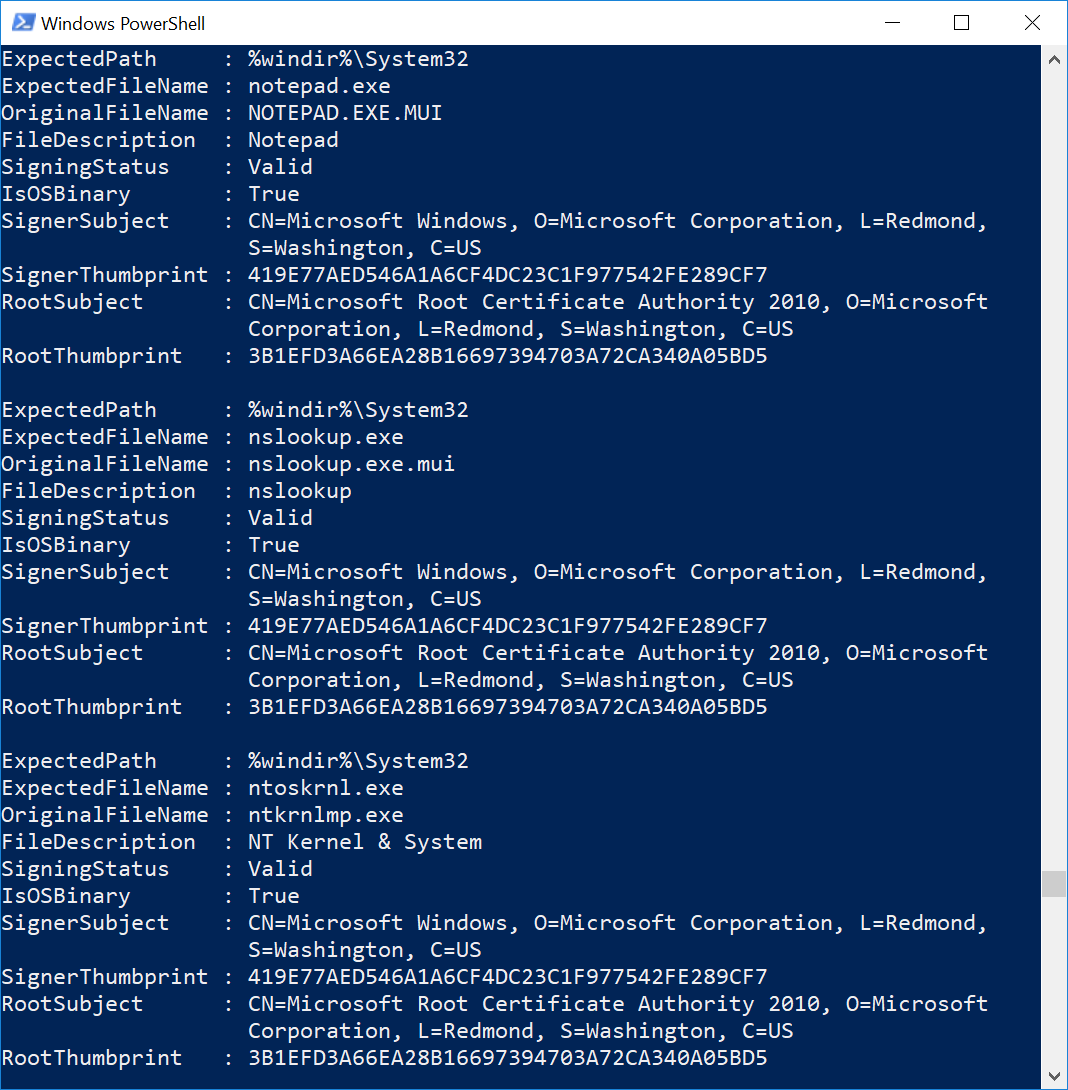 Windows PowerShell
ExpectedPath     : %windir%\System32
ExpectedFileName : notepad.exe
OriginalFileName : NOTEPAD.EXE.MUI
FileDescription  : Notepad
SigningStatus    : Valid
IsOSBinary       : True
SignerSubject    : CN=Microsoft Windows, O=Microsoft Corporation, L=Redmond,
                   S=Washington, C=US
SignerThumbprint : 419E77AED546A1A6CF4DC23C1F977542FE289CF7
RootSubject      : CN=Microsoft Root Certificate Authority 2010, O=Microsoft
                   Corporation, L=Redmond, S=Washington, C=US
RootThumbprint   : 3B1EFD3A66EA28B16697394703A72CA340A05BD5

ExpectedPath     : %windir%\System32
ExpectedFileName : nslookup.exe
OriginalFileName : nslookup.exe.mui
FileDescription  : nslookup
SigningStatus    : Valid
IsOSBinary       : True
SignerSubject    : CN=Microsoft Windows, O=Microsoft Corporation, L=Redmond,
                   S=Washington, C=US
SignerThumbprint : 419E77AED546A1A6CF4DC23C1F977542FE289CF7
RootSubject      : CN=Microsoft Root Certificate Authority 2010, O=Microsoft
                   Corporation, L=Redmond, S=Washington, C=US
RootThumbprint   : 3B1EFD3A66EA28B16697394703A72CA340A05BD5

ExpectedPath     : %windir%\System32
ExpectedFileName : ntoskrnl.exe
OriginalFileName : ntkrnlmp.exe
FileDescription  : NT Kernel & System
SigningStatus    : Valid
IsOSBinary       : True
SignerSubject    : CN=Microsoft Windows, O=Microsoft Corporation, L=Redmond,
                   S=Washington, C=US
SignerThumbprint : 419E77AED546A1A6CF4DC23C1F977542FE289CF7
RootSubject      : CN=Microsoft Root Certificate Authority 2010, O=Microsoft
                   Corporation, L=Redmond, S=Washington, C=US
RootThumbprint   : 3B1EFD3A66EA28B16697394703A72CA340A05BD5